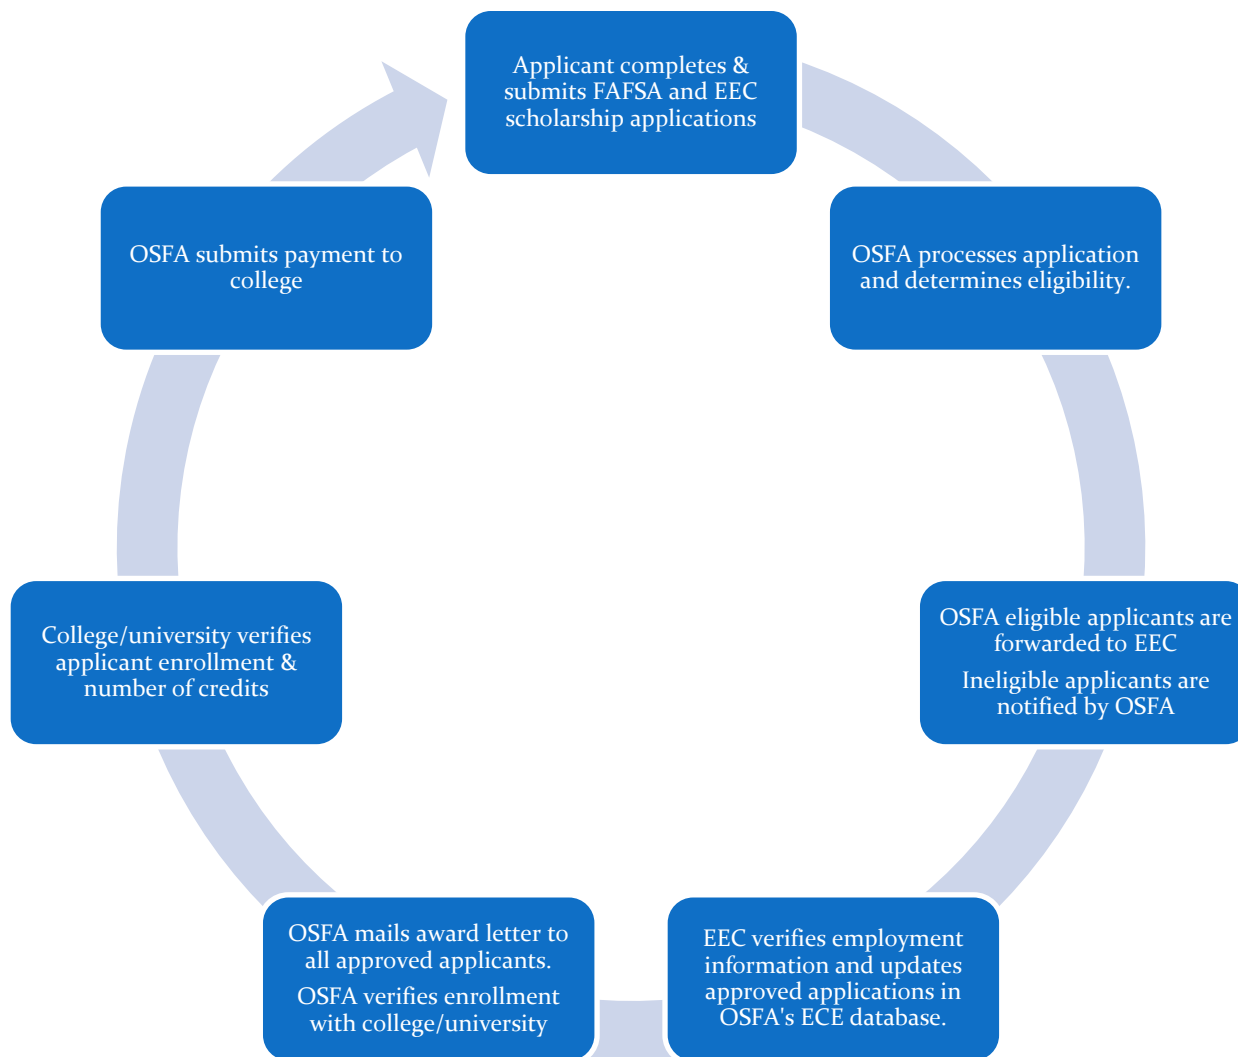 Applicant completes &
submits FAFSA and EEC
scholarship applications
OSFA processes application
and determines eligibility.
OSFA eligible applicants are
forwarded to EEC
Ineligible applicants are
notified by OSFA
EEC verifies employment
information and updates
approved applications in
OSFA's ECE database.
OSFA mails award letter to
all approved applicants.
OSFA verifies enrollment
with college/university
College/university verifies
applicant enrollment &
number of credits
OSFA submits payment to
college